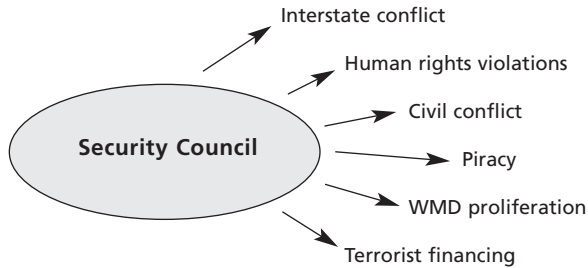 Interstate conflict
Human rights violations
Civil conflict
Security Council
Piracy
WMD proliferation
Terrorist financing